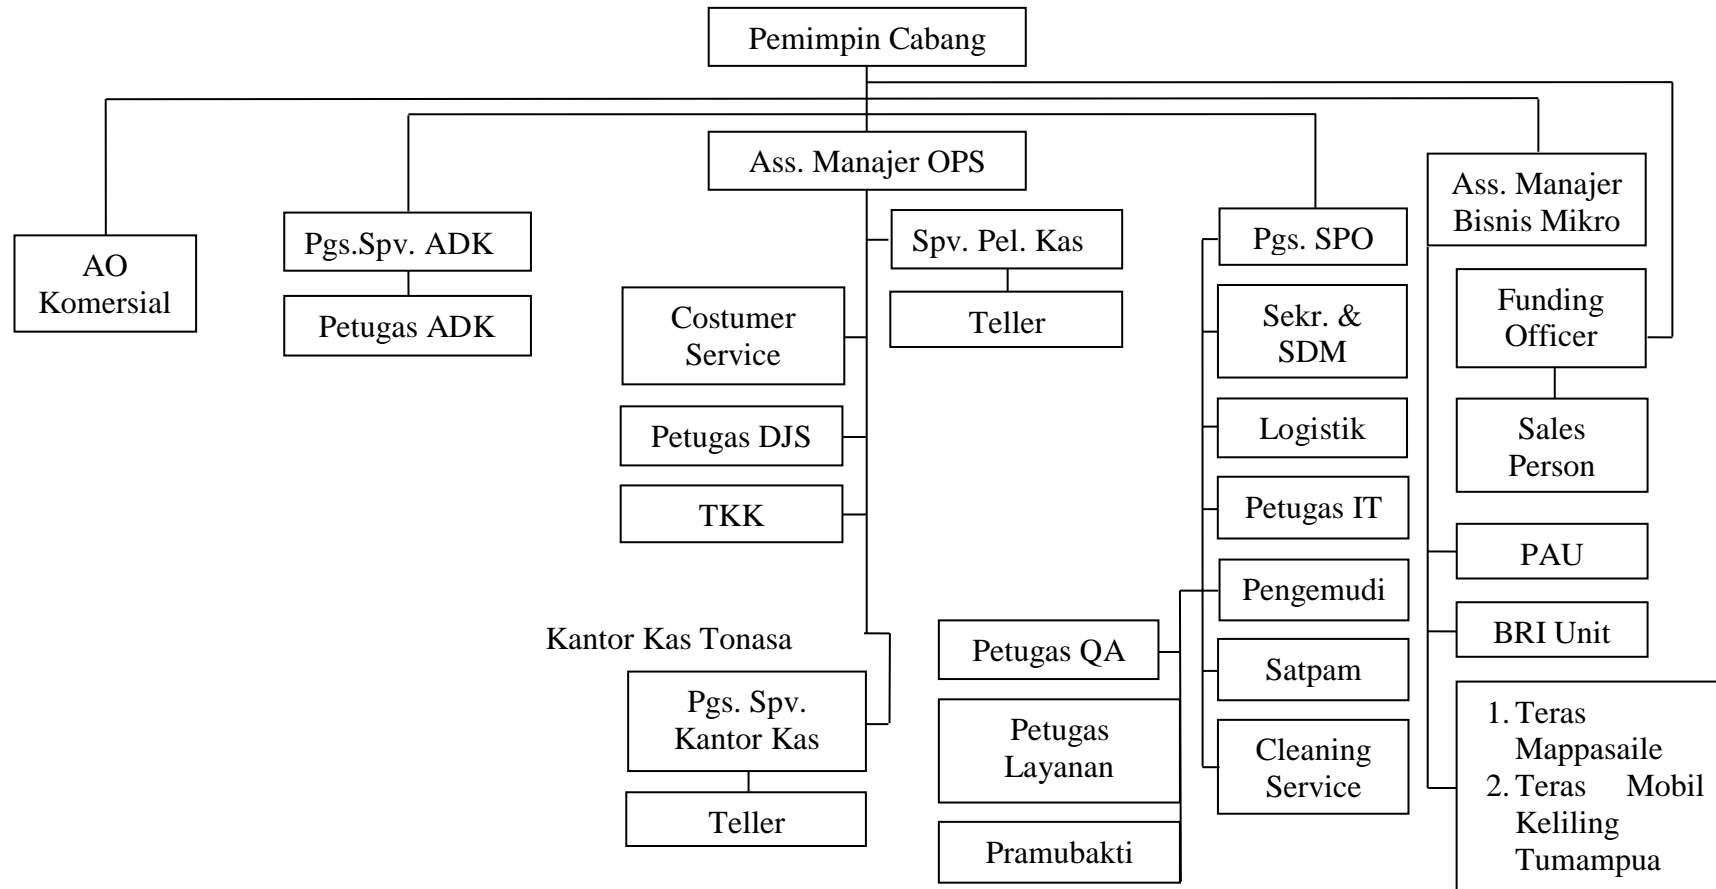 Pemimpin Cabang
Ass. Manajer OPS
Ass. Manajer
Bisnis Mikro
AO
Komersial
Pgs.Spv. ADK
Petugas ADK
Spv. Pel. Kas
Teller
Costumer
Service
Petugas DJS
TKK
Kantor Kas Tonasa
Pgs. Spv.
Kantor Kas
Teller
Pgs. SPO
Sekr. &
SDM
Logistik
Petugas IT
Pengemudi
Satpam
Cleaning
Service
Petugas QA
Petugas
Layanan
Pramubakti
Funding
Officer
Sales
Person
PAU
BRI Unit
1. Teras
Mappasaile
2. Teras Mobil
Keliling
Tumampua